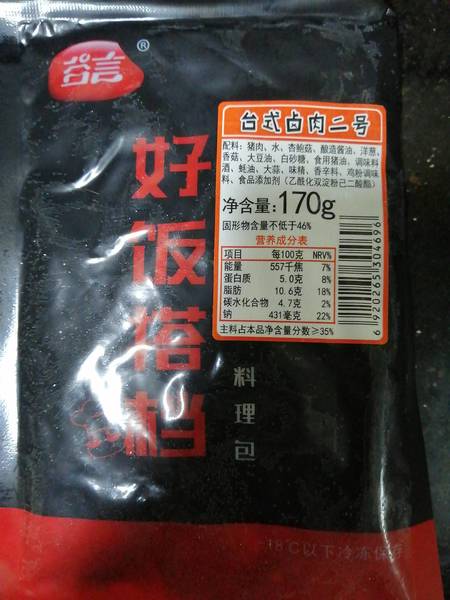 谷言®
好饭搭档
料理包
台式卤肉二号
配料：猪肉、水、杏鲍菇、酿造酱油、洋葱、
香菇、大豆油、白砂糖、食用猪油、调味料
酒、蚝油、大蒜、味精、香辛料、鸡粉调味
料、食品添加剂（乙酰化双淀粉己二酸酯）
净含量：170g
固形物含量不低于46%
营养成分表
项目 每100克 NRV%
能量 557千焦 7%
蛋白质 5.0克 8%
脂肪 10.6克 18%
碳水化合物 4.7克 2%
钠 431毫克 22%
主料占本品净含量分数≥35%
6920265304696
-18℃以下冷冻保存